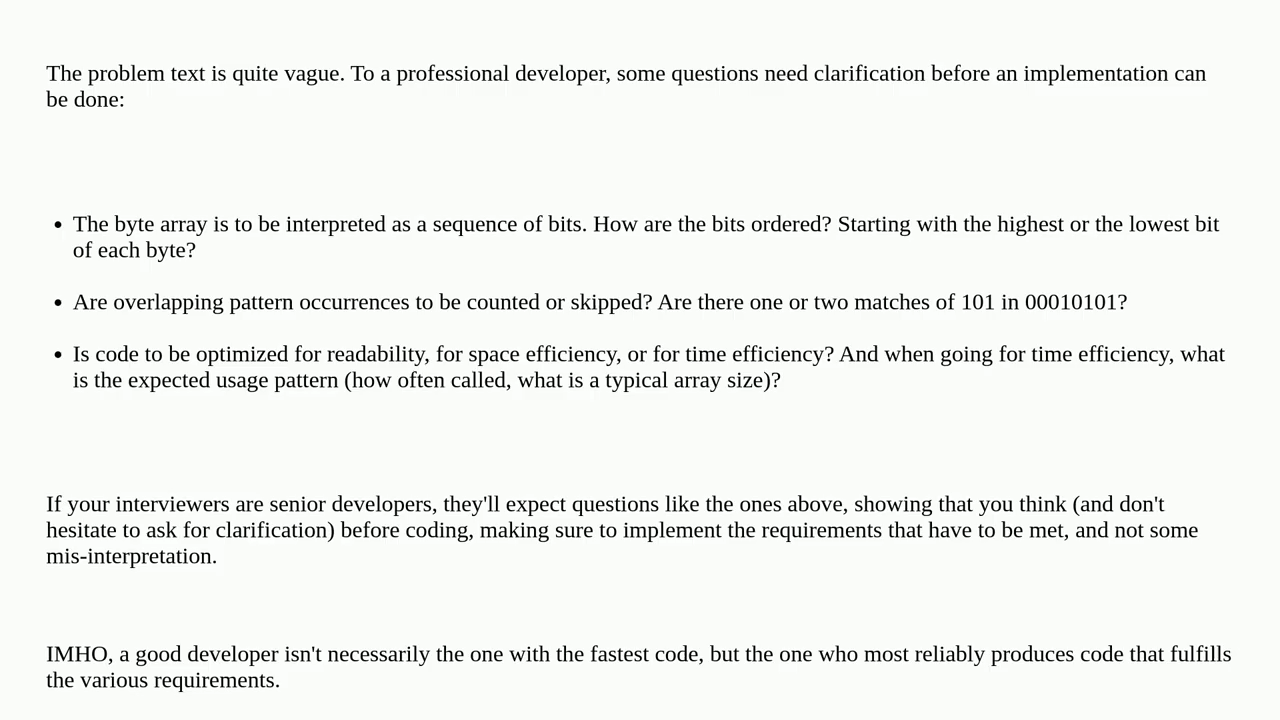 The problem text is quite vague. To a professional developer, some questions need clarification before an implementation can
be done:
• The byte array is to be interpreted as a sequence of bits. How are the bits ordered? Starting with the highest or the lowest bit
of each byte?
• Are overlapping pattern occurrences to be counted or skipped? Are there one or two matches of 101 in 00010101?
• Is code to be optimized for readability, for space efficiency, or for time efficiency? And when going for time efficiency, what
is the expected usage pattern (how often called, what is a typical array size)?
If your interviewers are senior developers, they'll expect questions like the ones above, showing that you think (and don't
hesitate to ask for clarification) before coding, making sure to implement the requirements that have to be met, and not some
mis-interpretation.
IMHO, a good developer isn't necessarily the one with the fastest code, but the one who most reliably produces code that fulfills
the various requirements.